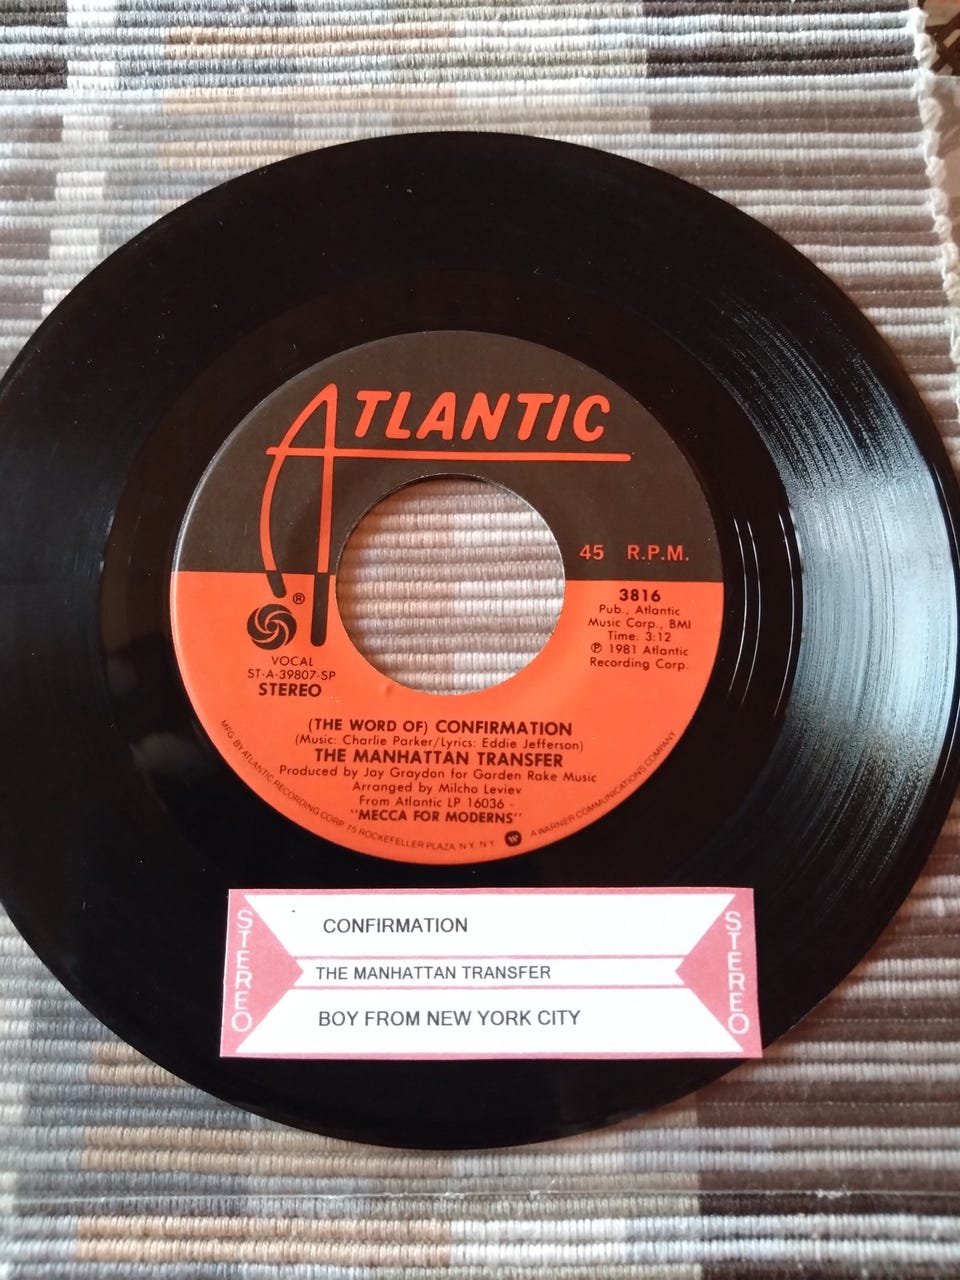 ATLANTIC
45 R.P.M.
®
3816
Pub., Atlantic
Music Corp., BMI
Time: 3:12
℗ 1981 Atlantic
Recording Corp.
VOCAL
ST-A-39807-SP
STEREO
(THE WORD OF) CONFIRMATION
(Music: Charlie Parker/Lyrics: Eddie Jefferson)
THE MANHATTAN TRANSFER
Produced by Jay Graydon for Garden Rake Music
Arranged by Milcho Leviev
From Atlantic LP 16036 -
"MECCA FOR MODERNS"
MFG. BY ATLANTIC RECORDING CORP. 75 ROCKEFELLER PLAZA, N.Y. N.Y. W A WARNER COMMUNICATIONS COMPANY
STEREO
CONFIRMATION
THE MANHATTAN TRANSFER
BOY FROM NEW YORK CITY
STEREO